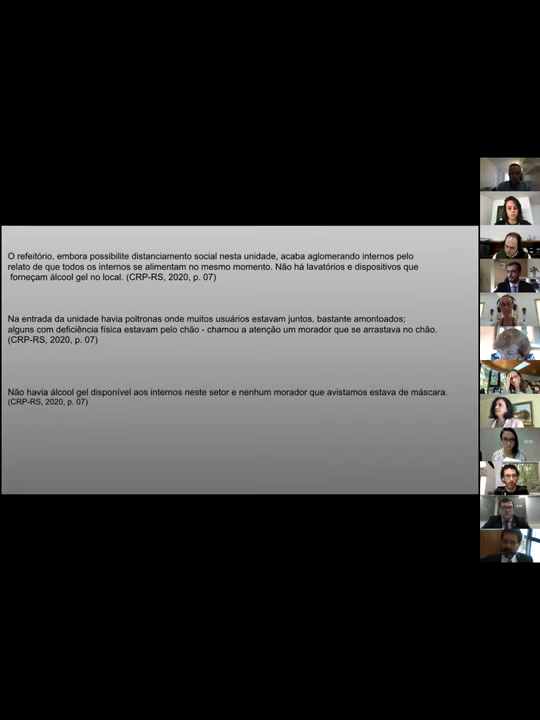 O refeitório, embora possibilite distanciamento social nesta unidade, acaba aglomerando internos pelo
relato de que todos os internos se alimentam no mesmo momento. Não há lavatórios e dispositivos que
forneçam álcool gel no local. (CRP-RS, 2020, p. 07)
Na entrada da unidade havia poltronas onde muitos usuários estavam juntos, bastante amontoados;
alguns com deficiência física estavam pelo chão - chamou a atenção um morador que se arrastava no chão.
(CRP-RS, 2020, p. 07)
Não havia álcool gel disponível aos internos neste setor e nenhum morador que avistamos estava de máscara.
(CRP-RS, 2020, p. 07)